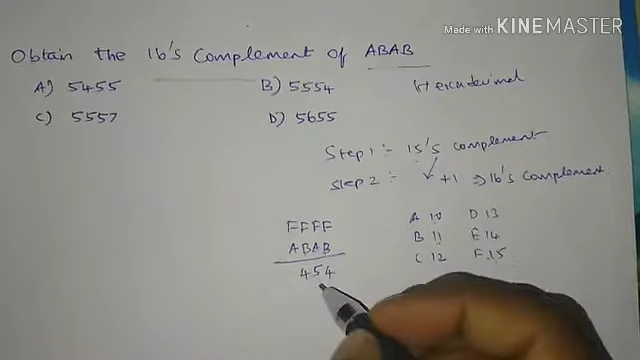 Made with KINEMASTER
Obtain the 16's Complement of ABAB
A) 5455 B) 5554 Hexadecimal
C) 5557 D) 5655
Step 1 :- 15's complement
Step 2 :- +1 ⇒ 16's Complement
FFFF A 10 D 13
ABAB B 11 E 14
454 C 12 F 15